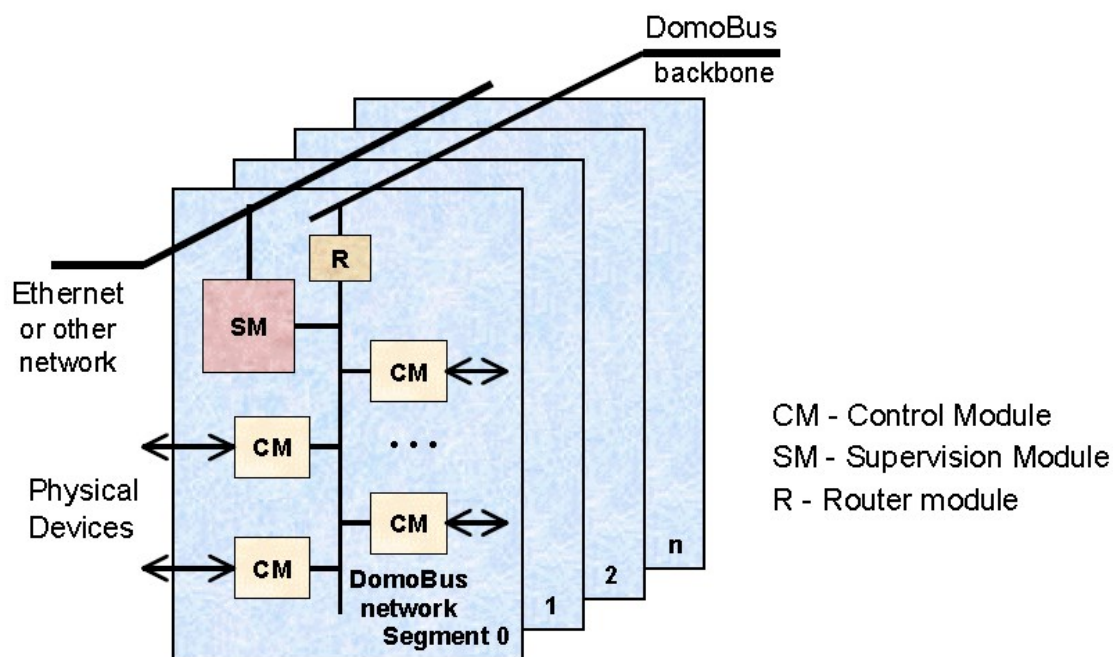 DomoBus
backbone
R
Ethernet
or other
network
SM
CM
CM
• • •
Physical
Devices
CM
CM
DomoBus
network
Segment 0
1
2
n
CM - Control Module
SM - Supervision Module
R - Router module